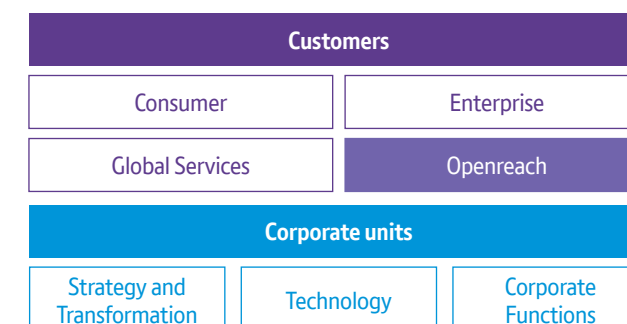 Customers
Consumer
Enterprise
Global Services
Openreach
Corporate units
Strategy and
Transformation
Technology
Corporate
Functions